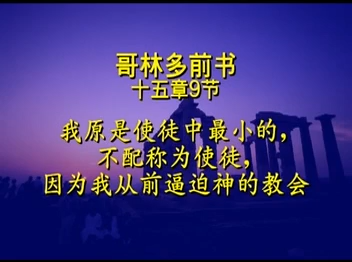 哥林多前书
十五章9节
我原是使徒中最小的,
不配称为使徒,
因为我从前逼迫神的教会